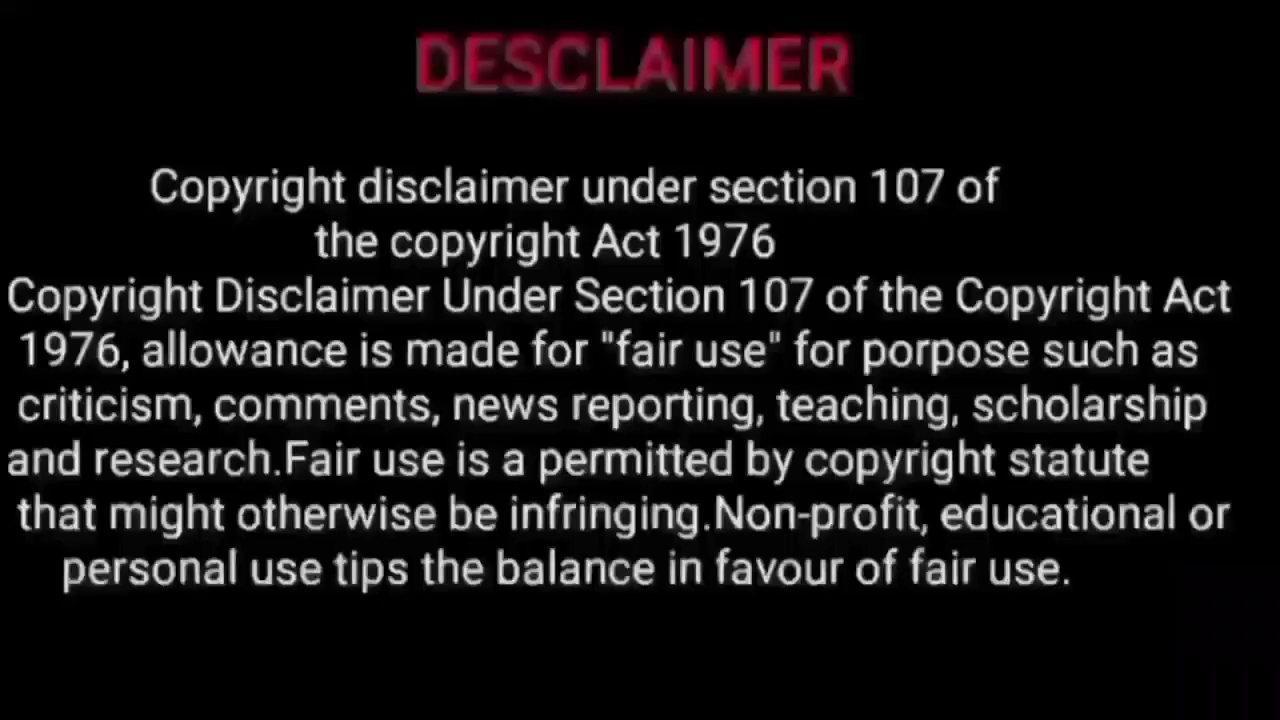 DESCLAIMER
Copyright disclaimer under section 107 of
the copyright Act 1976
Copyright Disclaimer Under Section 107 of the Copyright Act
1976, allowance is made for "fair use" for porpose such as
criticism, comments, news reporting, teaching, scholarship
and research.Fair use is a permitted by copyright statute
that might otherwise be infringing.Non-profit, educational or
personal use tips the balance in favour of fair use.